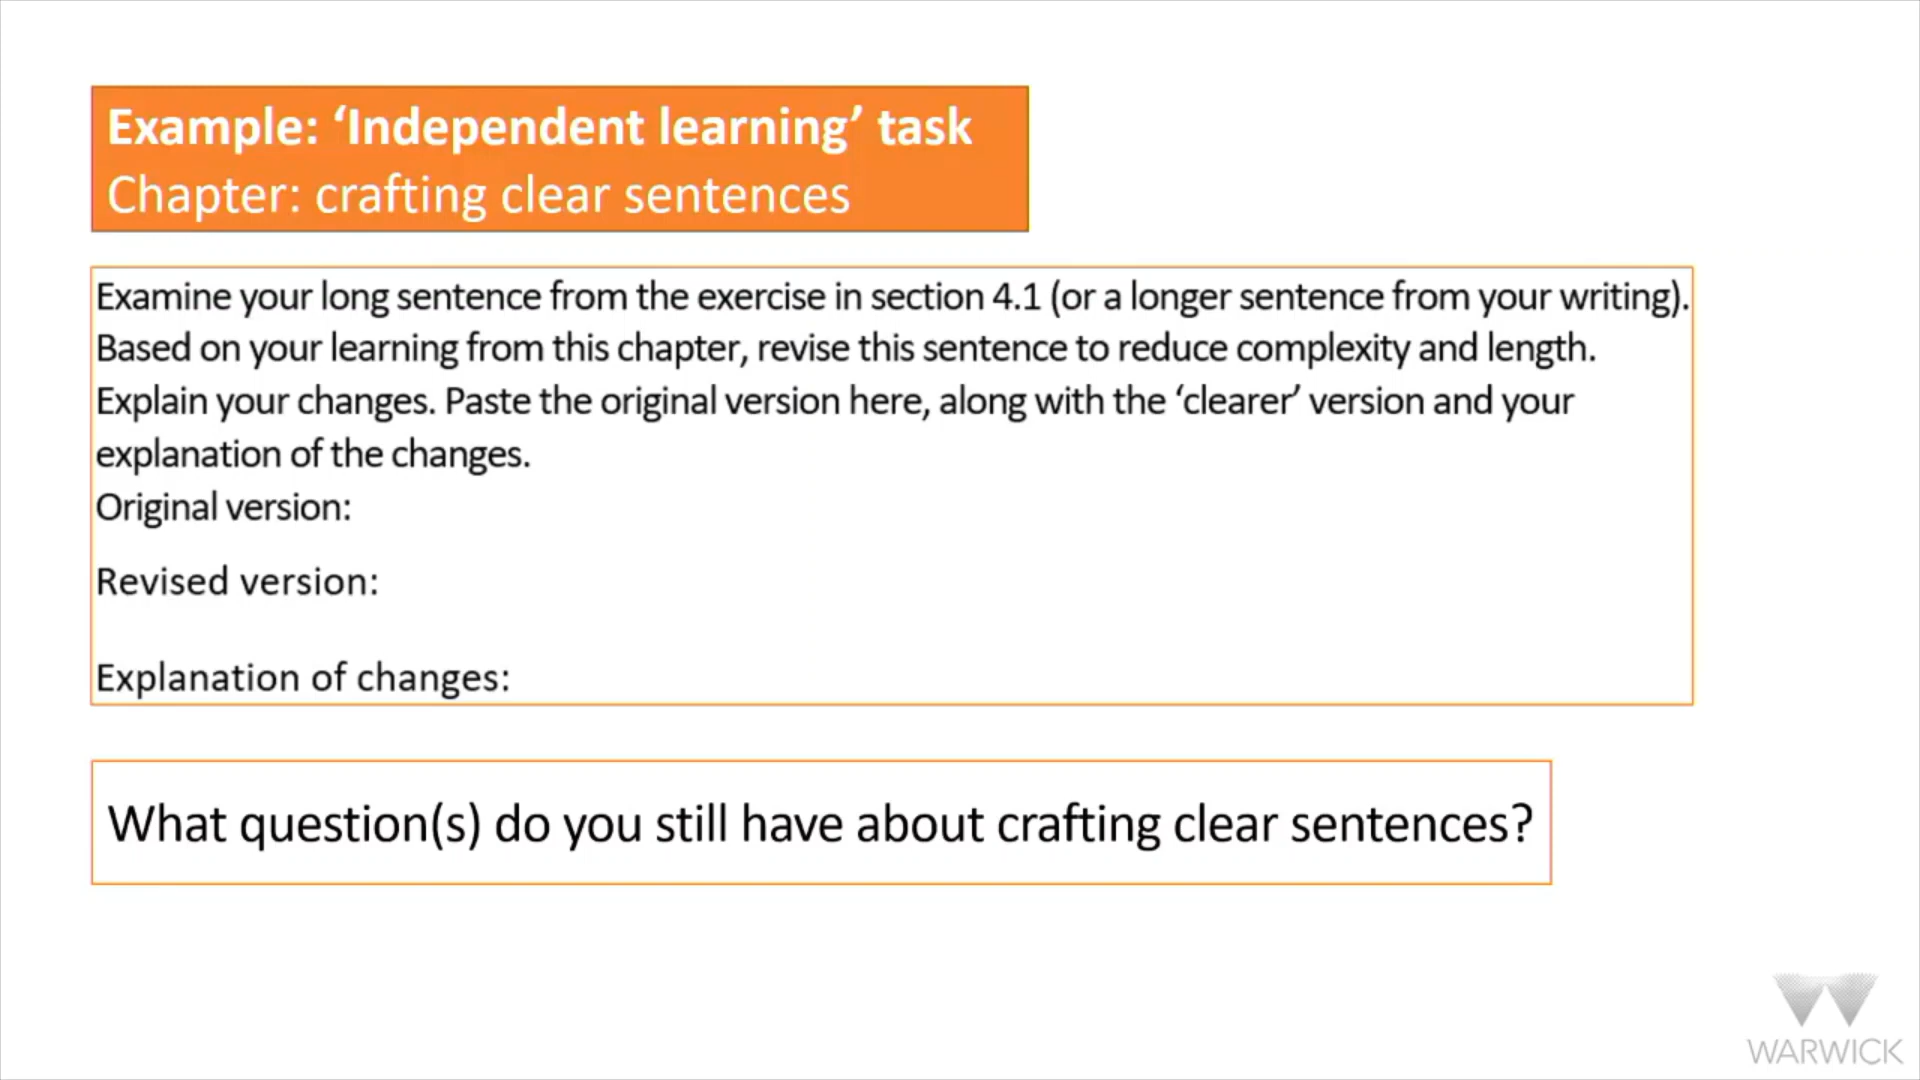 Example: ‘Independent learning’ task
Chapter: crafting clear sentences
Examine your long sentence from the exercise in section 4.1 (or a longer sentence from your writing).
Based on your learning from this chapter, revise this sentence to reduce complexity and length.
Explain your changes. Paste the original version here, along with the ‘clearer’ version and your
explanation of the changes.
Original version:
Revised version:
Explanation of changes:
What question(s) do you still have about crafting clear sentences?
WARWICK